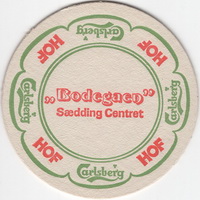 Carlsberg
HOF
HOF
„Bodegaen”
Sædding Centret
Carlsberg
Carlsberg
HOF
HOF
Carlsberg